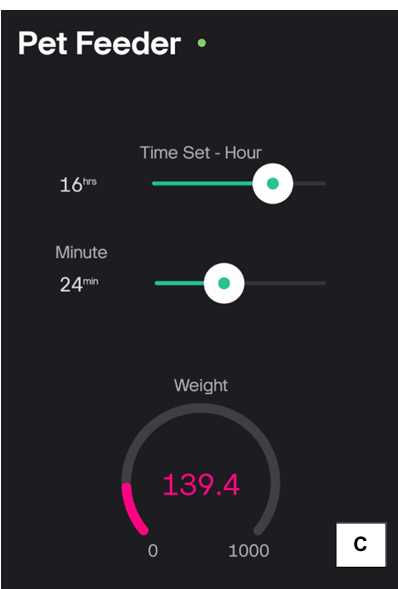 Pet Feeder
Time Set - Hour
16hrs
Minute
24min
Weight
139.4
0 1000
C